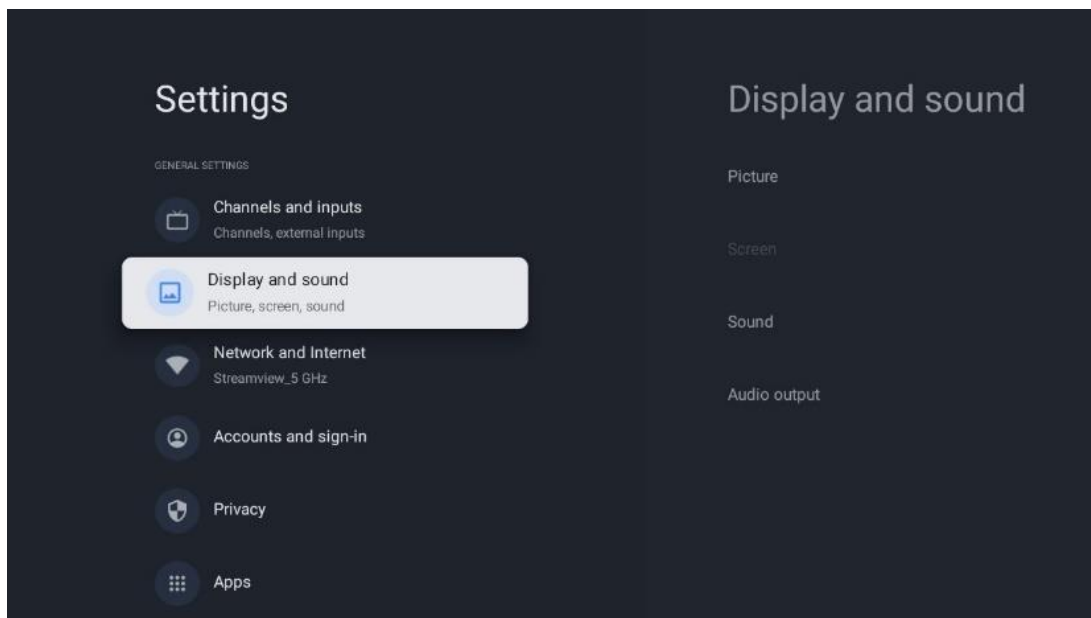 Settings
GENERAL SETTINGS
Channels and inputs
Channels, external inputs
Display and sound
Picture, screen, sound
Network and Internet
Streamview_5 GHz
Accounts and sign-in
Privacy
Apps
Display and sound
Picture
Screen
Sound
Audio output